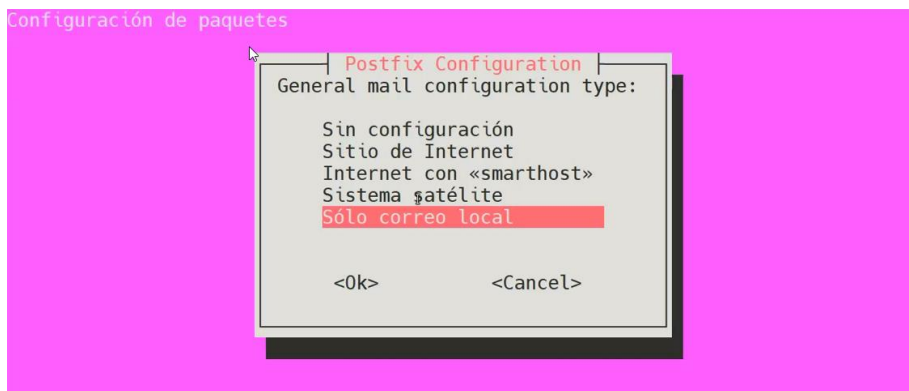 Configuración de paquetes
Postfix Configuration
General mail configuration type:
Sin configuración
Sitio de Internet
Internet con «smarthost»
Sistema satélite
Sólo correo local
<Ok> <Cancel>